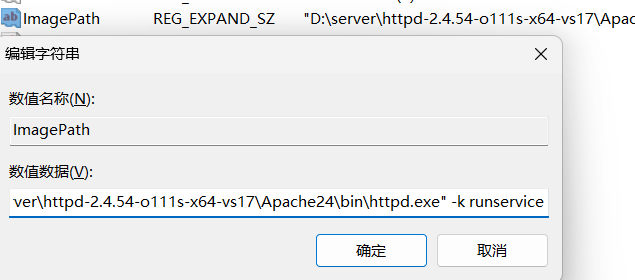 ab ImagePath REG_EXPAND_SZ "D:\server\httpd-2.4.54-o111s-x64-vs17\Apac
编辑字符串
数值名称(N):
ImagePath
数值数据(V):
ver\httpd-2.4.54-o111s-x64-vs17\Apache24\bin\httpd.exe" -k runservice
确定 取消